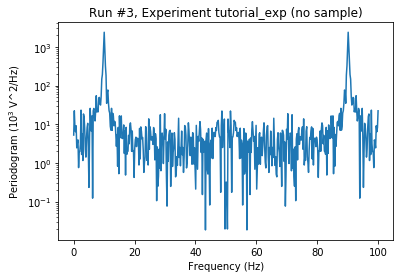 Run #3, Experiment tutorial_exp (no sample)
Periodogram (10³ V^2/Hz)
10³
10²
10¹
10⁰
10⁻¹
0 20 40 60 80 100
Frequency (Hz)